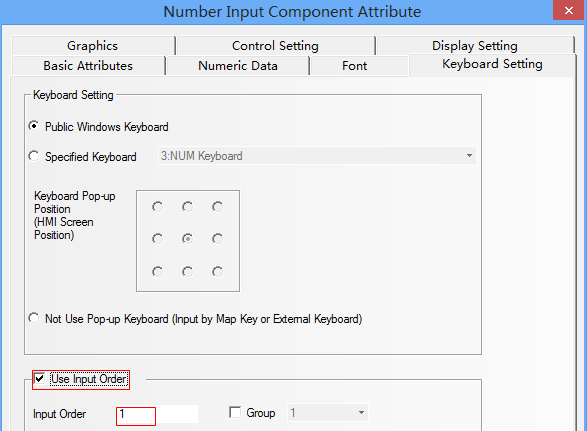 Number Input Component Attribute
Graphics Control Setting Display Setting
Basic Attributes Numeric Data Font Keyboard Setting
Keyboard Setting
Public Windows Keyboard
Specified Keyboard 3:NUM Keyboard
Keyboard Pop-up
Position
(HMI Screen
Position)
Not Use Pop-up Keyboard (Input by Map Key or External Keyboard)
Use Input Order
Input Order 1 Group 1